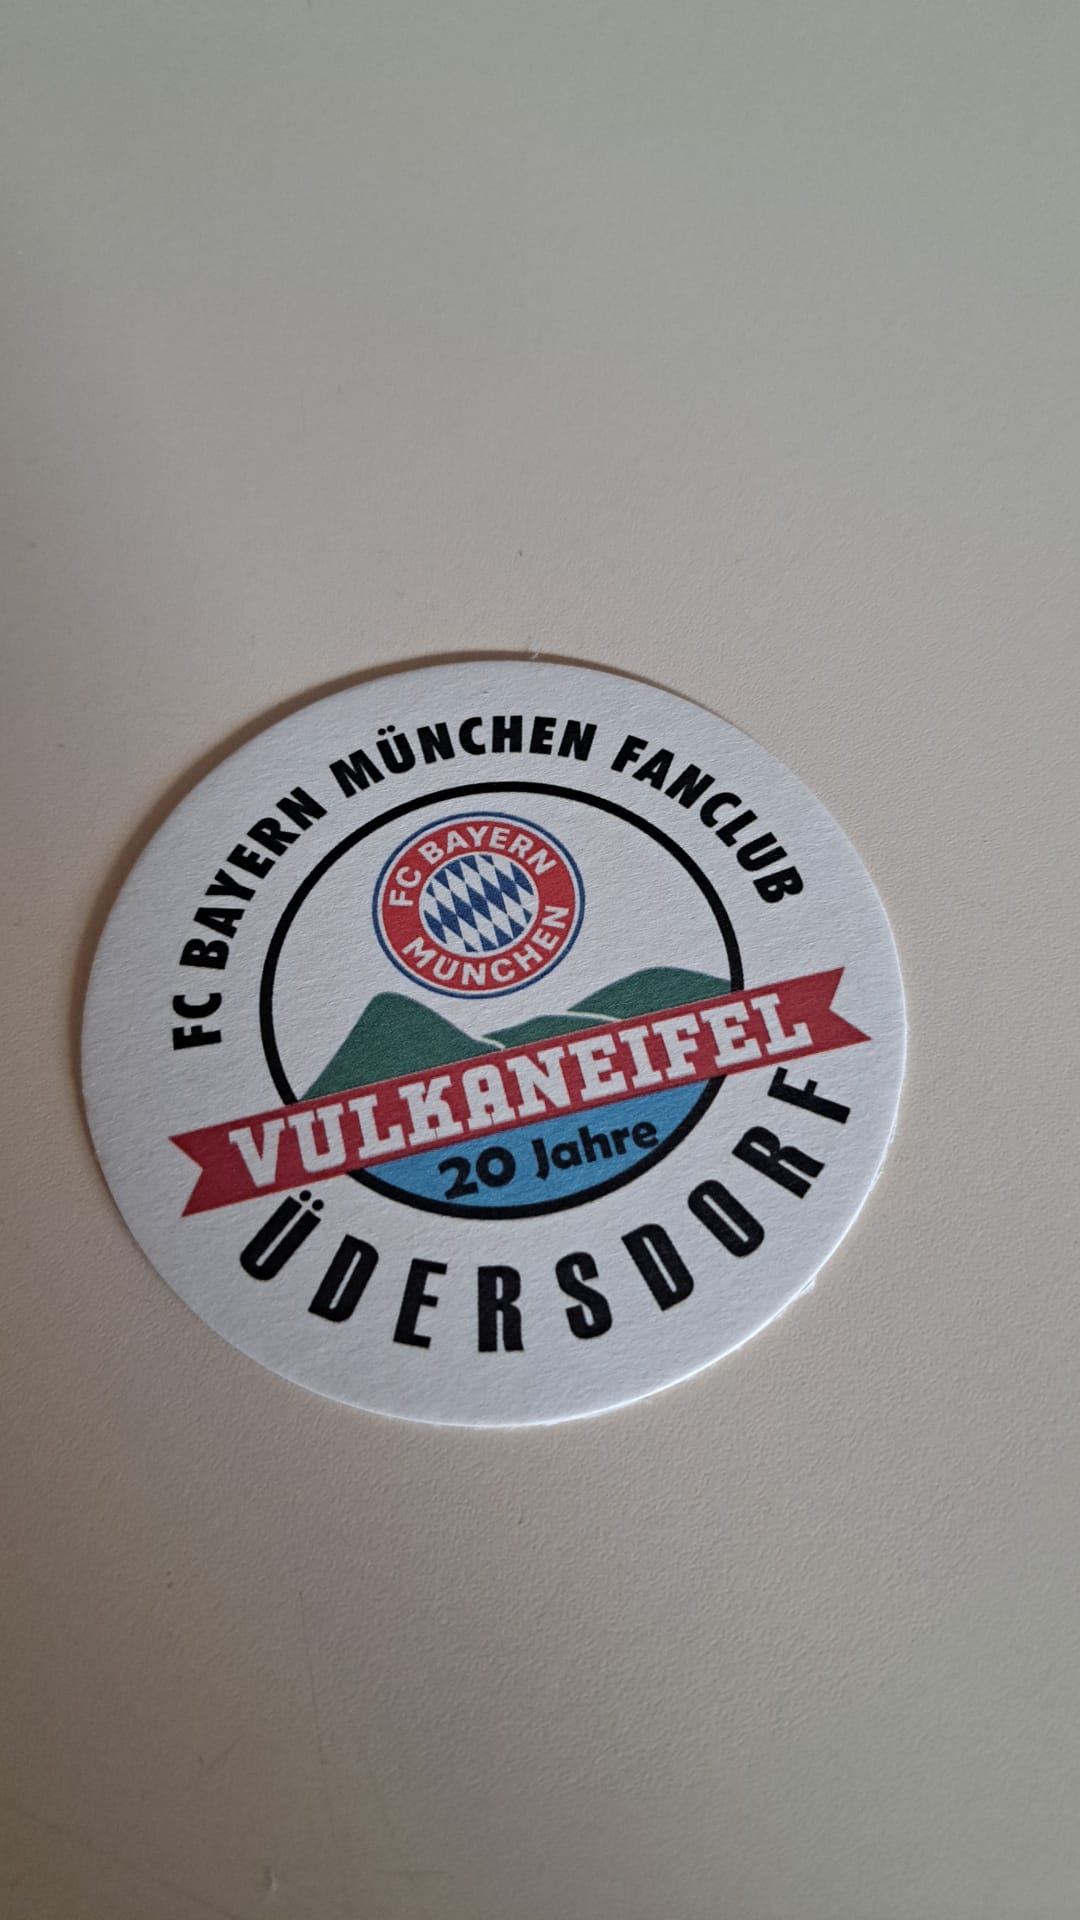 FC BAYERN MÜNCHEN FANCLUB
FC BAYERN
MÜNCHEN
VULKANEIFEL
20 Jahre
ÜDERSDORF